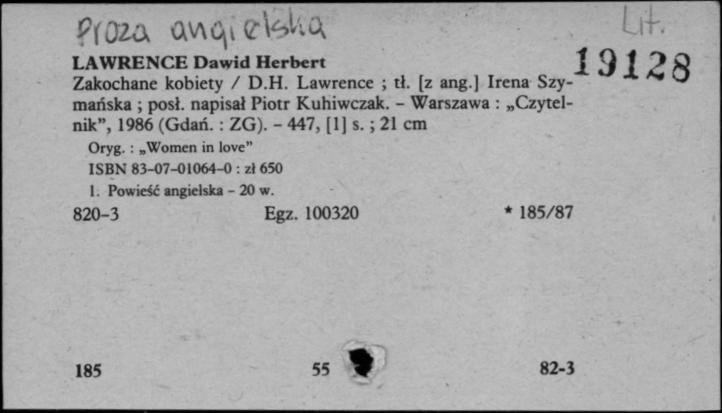 Proza angielska
Lit.
LAWRENCE Dawid Herbert
19128
Zakochane kobiety / D.H. Lawrence ; tł. [z ang.] Irena Szy-
mańska ; posł. napisał Piotr Kuhiwczak. – Warszawa : „Czytel-
nik”, 1986 (Gdań. : ZG). – 447, [1] s. ; 21 cm
Oryg. : „Women in love”
ISBN 83-07-01064-0 : zł 650
1. Powieść angielska – 20 w.
820-3 Egz. 100320 * 185/87
185 55 82-3